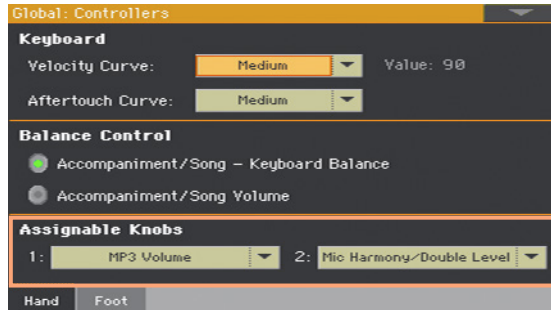 Global: Controllers
Keyboard
Velocity Curve: Medium Value: 90
Aftertouch Curve: Medium
Balance Control
Accompaniment/Song - Keyboard Balance
Accompaniment/Song Volume
Assignable Knobs
1: MP3 Volume 2: Mic Harmony/Double Level
Hand Foot